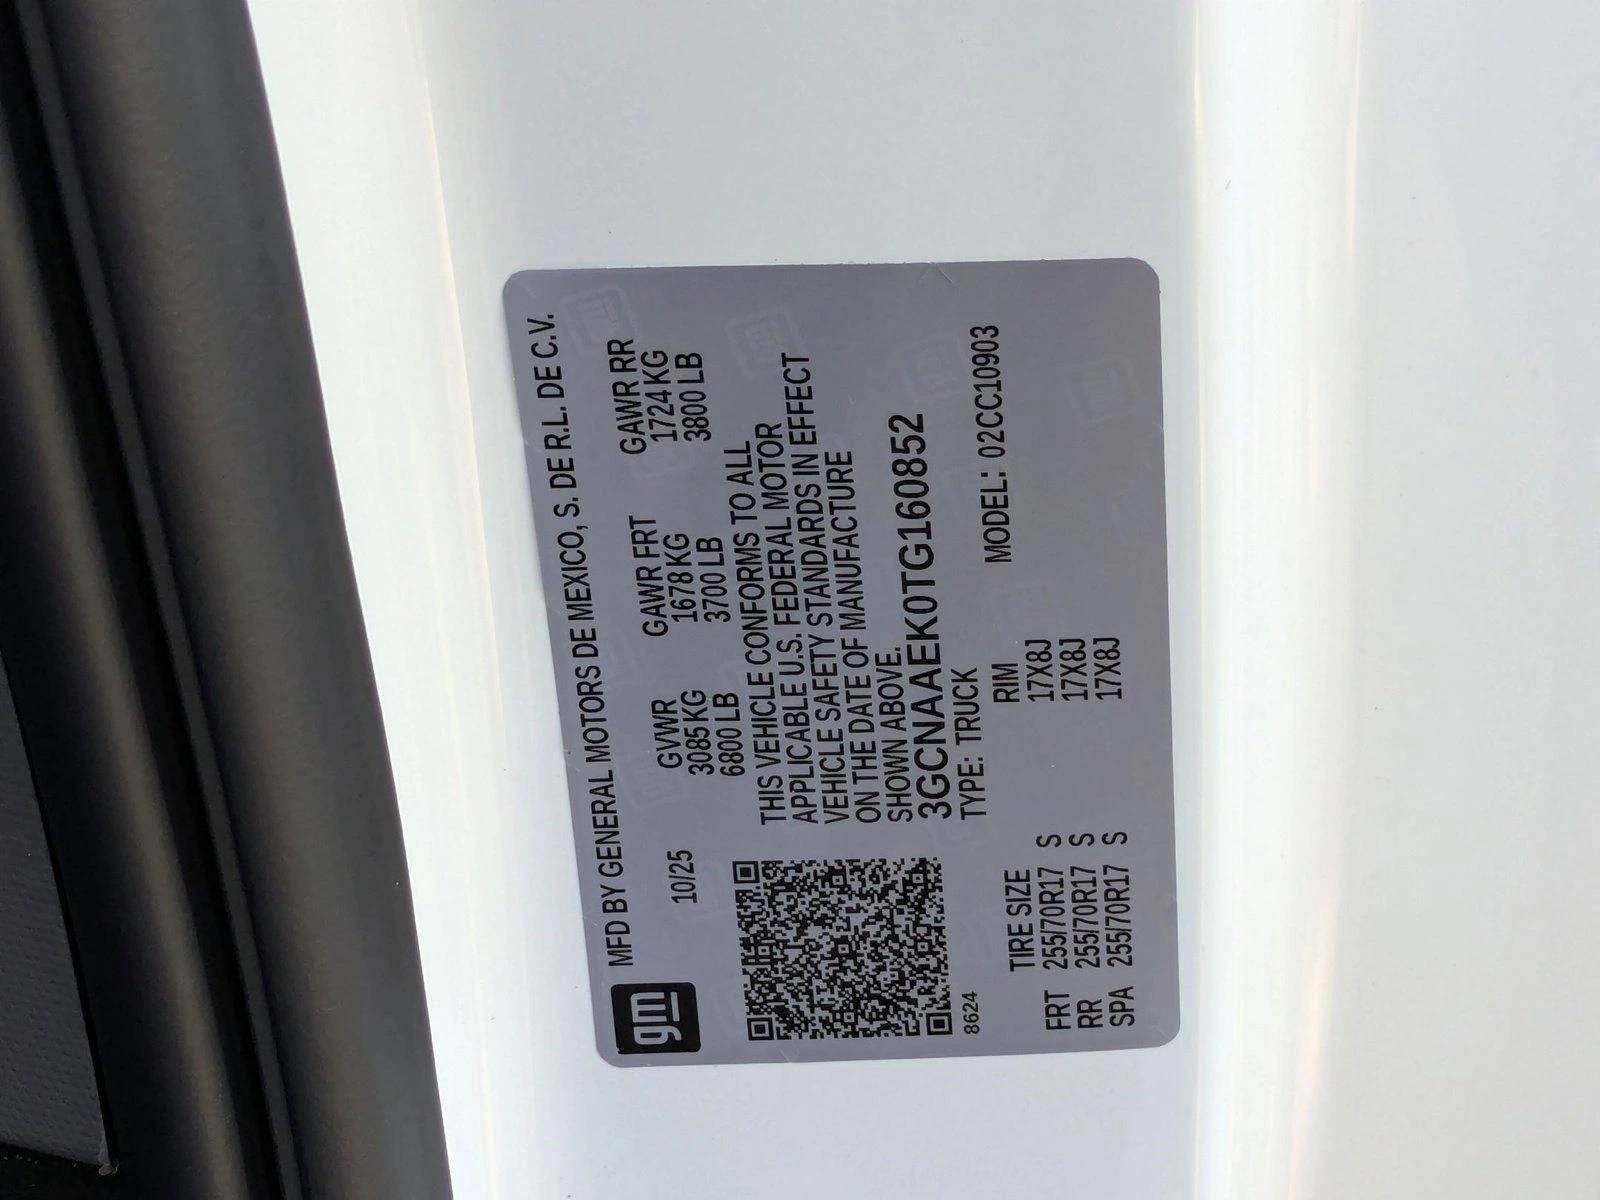 gm
MFD BY GENERAL MOTORS DE MEXICO, S. DE R.L. DE C.V.
10/25 GVWR GAWR FRT GAWR RR
3085 KG 1678 KG 1724 KG
6800 LB 3700 LB 3800 LB
THIS VEHICLE CONFORMS TO ALL
APPLICABLE U.S. FEDERAL MOTOR
VEHICLE SAFETY STANDARDS IN EFFECT
ON THE DATE OF MANUFACTURE
SHOWN ABOVE.
3GCNAAEK0TG160852
8624 TYPE: TRUCK MODEL: 02CC10903
TIRE SIZE RIM
FRT 255/70R17 S 17X8J
RR 255/70R17 S 17X8J
SPA 255/70R17 S 17X8J